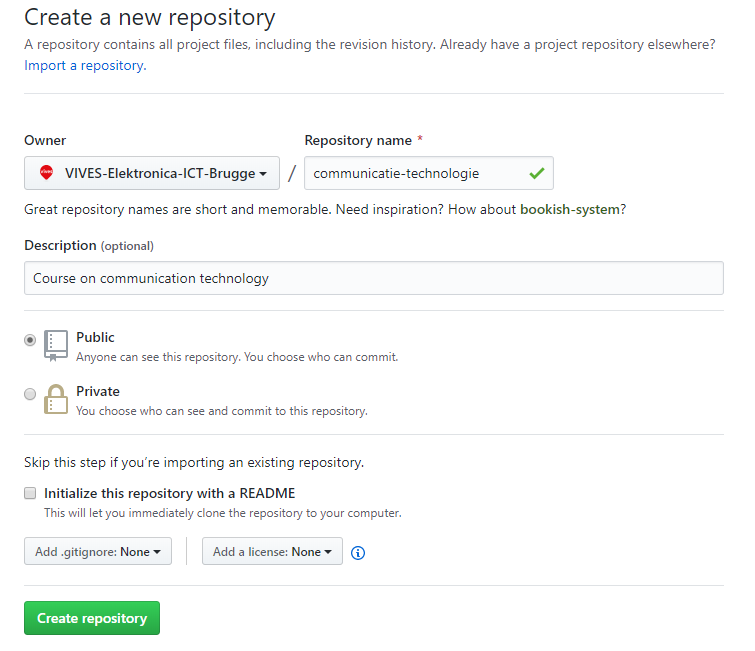 Create a new repository
A repository contains all project files, including the revision history. Already have a project repository elsewhere?
Import a repository.
Owner
Repository name *
VIVES-Elektronica-ICT-Brugge
/
communicatie-technologie
Great repository names are short and memorable. Need inspiration? How about bookish-system?
Description (optional)
Course on communication technology
Public
Anyone can see this repository. You choose who can commit.
Private
You choose who can see and commit to this repository.
Skip this step if you’re importing an existing repository.
Initialize this repository with a README
This will let you immediately clone the repository to your computer.
Add .gitignore: None
Add a license: None
Create repository